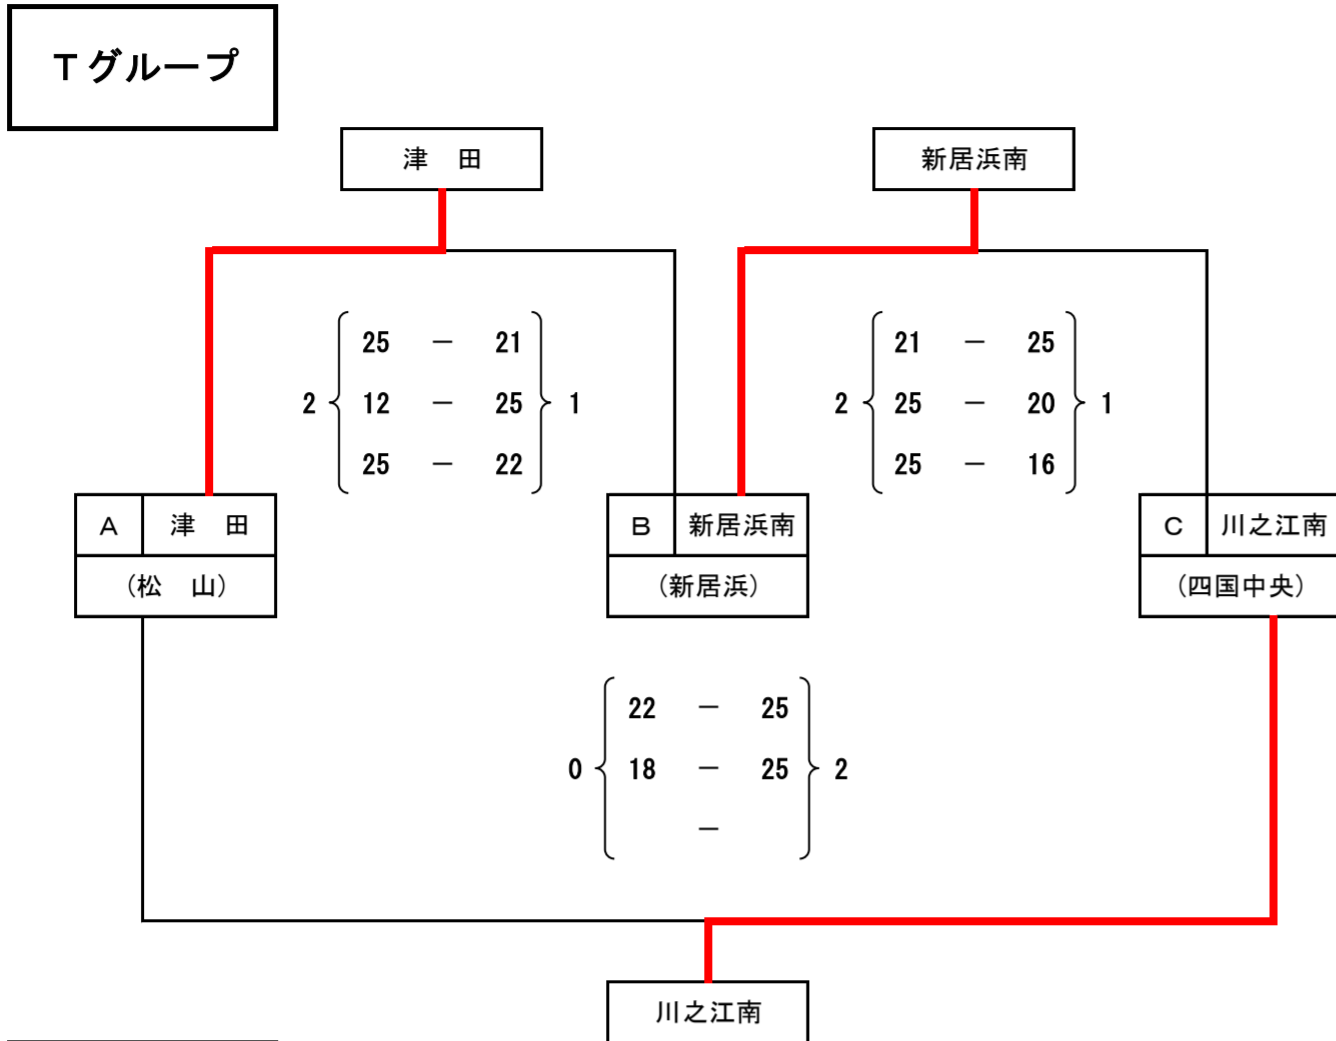 Tグループ
津　田
新居浜南
25 － 21
21 － 25
2 12 － 25 1
2 25 － 20 1
25 － 22
25 － 16
A 津　田
B 新居浜南
C 川之江南
(松　山)
(新居浜)
(四国中央)
22 － 25
0 18 － 25 2
－
川之江南